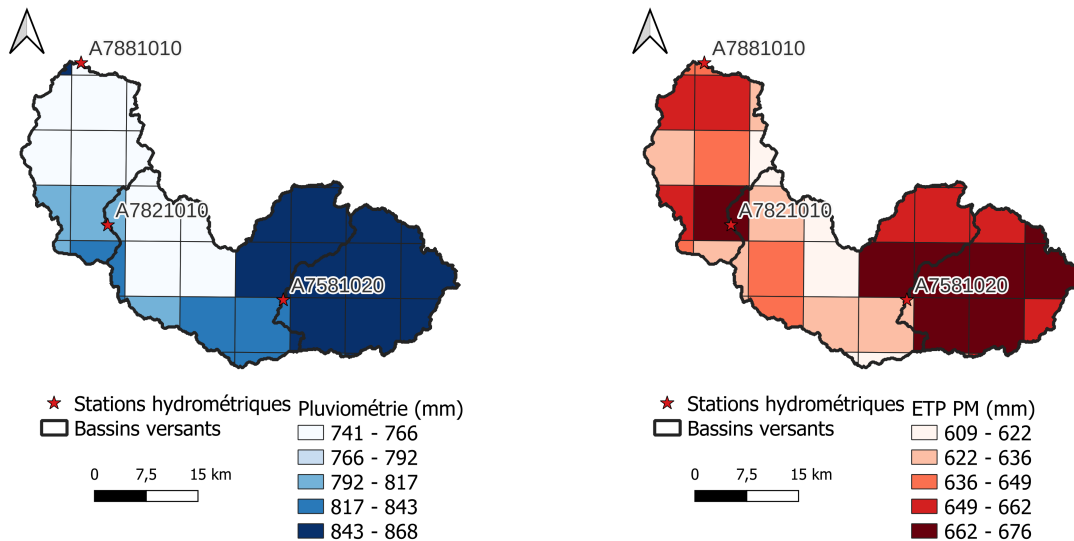 A7881010
A7821010
A7581020
Stations hydrométriques
Bassins versants
0 7,5 15 km
Pluviométrie (mm)
741 - 766
766 - 792
792 - 817
817 - 843
843 - 868
A7881010
A7821010
A7581020
Stations hydrométriques
Bassins versants
0 7,5 15 km
ETP PM (mm)
609 - 622
622 - 636
636 - 649
649 - 662
662 - 676